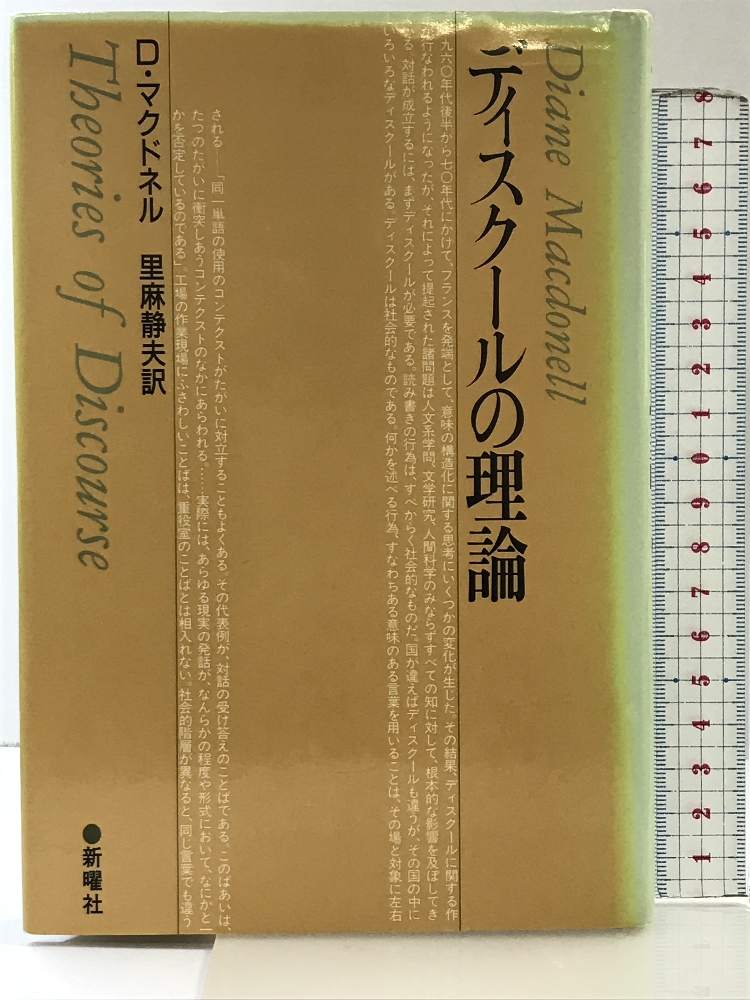 Diane Macdonell
ディスクールの理論
九六〇年代後半から七〇年代にかけて、フランスを発端として、意味の構造化に関する思考にいくつかの変化が生じた。その結果、ディスクールに関する作
が行なわれるようになったが、それによって提起された諸問題は人文系学問、文学研究、人間科学のみならずすべての知に対して、根本的な影響を及ぼしてき
いる。対話が成立するには、まずディスクールが必要である。読み書きの行為は、すべからく社会的なものだ。国が違えばディスクールも違うが、その国の中に
いろいろなディスクールがある。ディスクールは社会的なものである。何かを述べる行為、すなわちある意味のある言葉を用いることは、その場と対象に左右
される——「同一単語の使用のコンテクストがたがいに対立することもよくある。その代表例が、対話の受け答えのことばである。このばあいは、
たつのたがいに衝突しあうコンテクストのなかにあらわれる。……実際には、あらゆる現実の発話が、なんらかの程度や形式において、なにかと一
かを否定しているのである」。工場の作業現場にふさわしいことばは、重役室のことばとは相入れない。社会的階層が異なると、同じ言葉でも違う
D・マクドネル 里麻静夫訳
Theories of Discourse
●新曜社
8
7
6
5
4
3
2
1
0
9
8
7
6
5
4
3
2
1